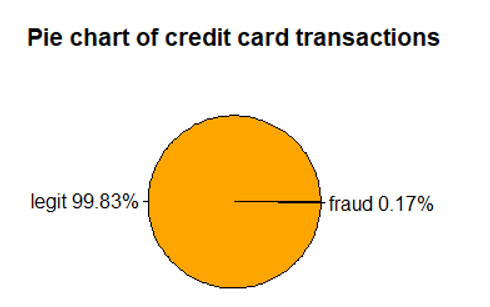 Pie chart of credit card transactions
legit 99.83%
fraud 0.17%